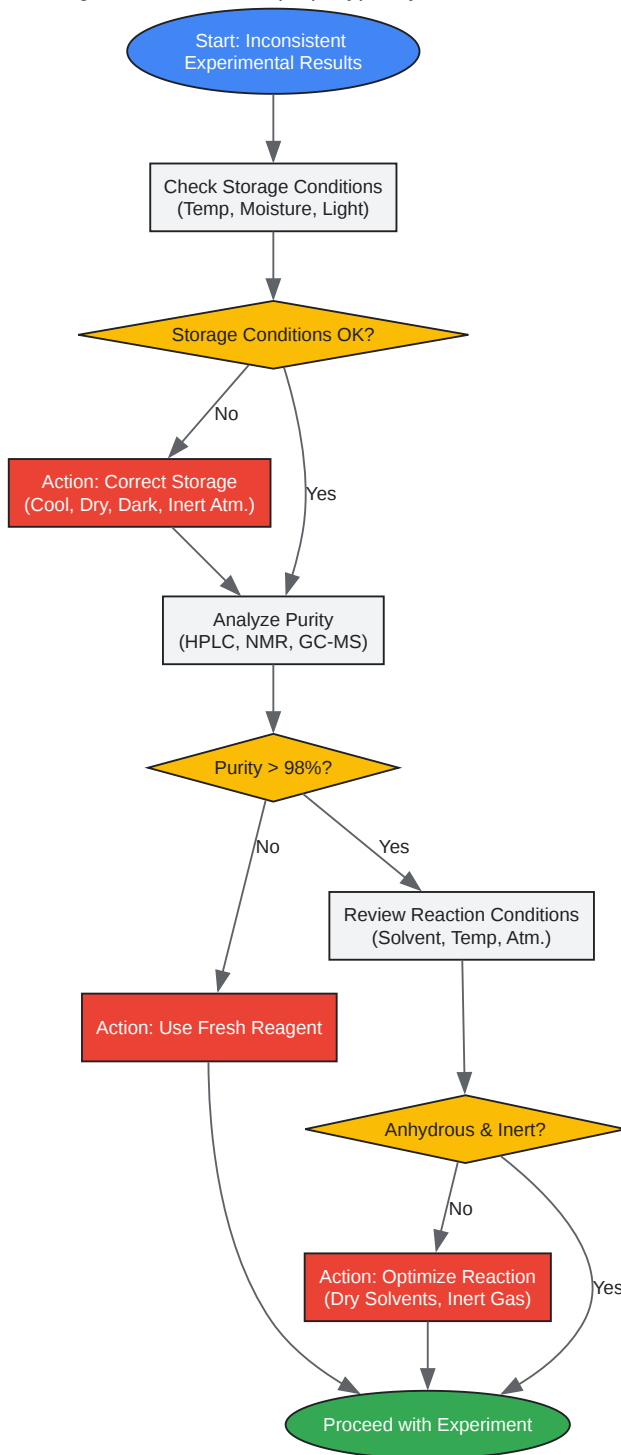 Start: Inconsistent
Experimental Results
Check Storage Conditions
(Temp, Moisture, Light)
Storage Conditions OK?
No
Action: Correct Storage
(Cool, Dry, Dark, Inert Atm.)
Yes
Analyze Purity
(HPLC, NMR, GC-MS)
Purity > 98%?
No
Yes
Review Reaction Conditions
(Solvent, Temp, Atm.)
Action: Use Fresh Reagent
Anhydrous & Inert?
No
Action: Optimize Reaction
(Dry Solvents, Inert Gas)
Yes
Proceed with Experiment